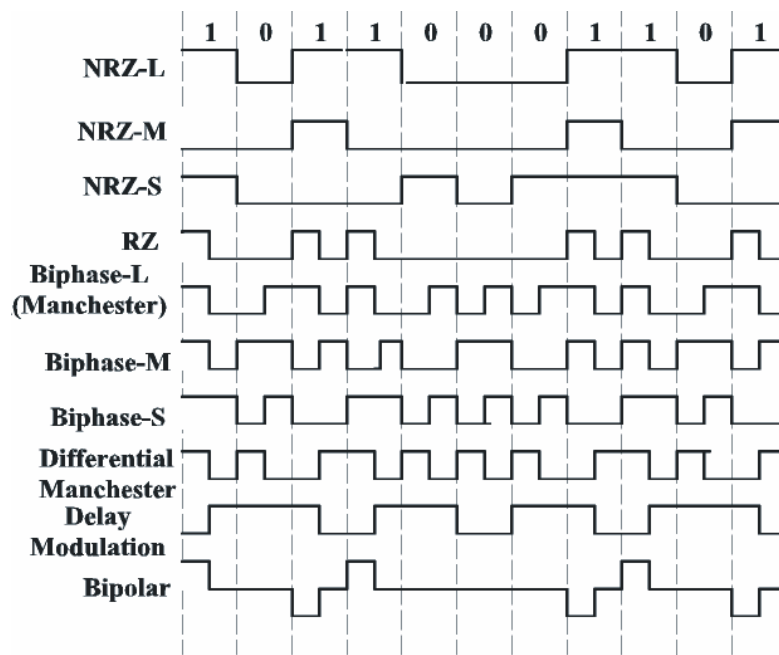 1 0 1 1 0 0 0 1 1 0 1
NRZ-L
NRZ-M
NRZ-S
RZ
Biphase-L
(Manchester)
Biphase-M
Biphase-S
Differential
Manchester
Delay
Modulation
Bipolar